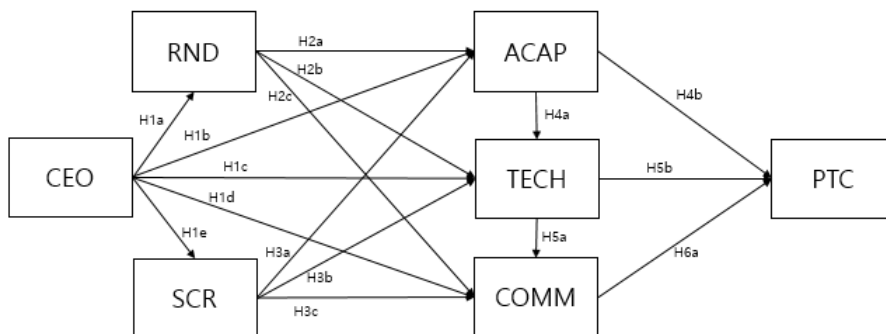 RND
H2a
ACAP
H2b
H2c
H4b
H1a
H1b
H4a
CEO
H1c
TECH
H5b
PTC
H1d
H1e
H3a
H5a
H3b
H6a
SCR
H3c
COMM